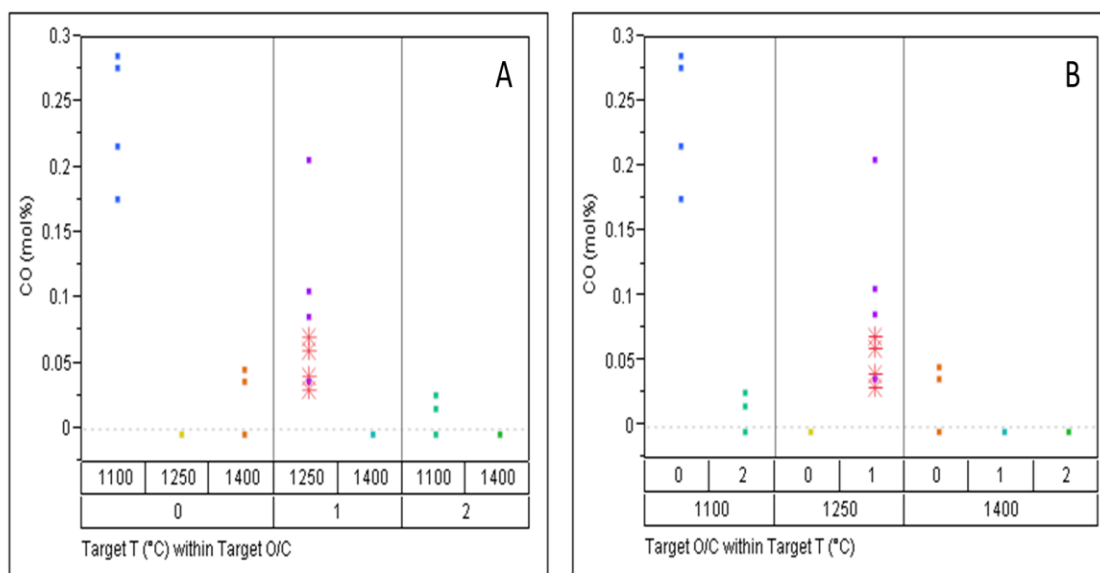 A
0.3
0.25
0.2
0.15
0.1
0.05
0
CO (mol%)
1100 1250 1400 1250 1400 1100 1400
0 1 2
Target T (°C) within Target O/C
B
0.3
0.25
0.2
0.15
0.1
0.05
0
CO (mol%)
0 2 0 1 0 1 2
1100 1250 1400
Target O/C within Target T (°C)